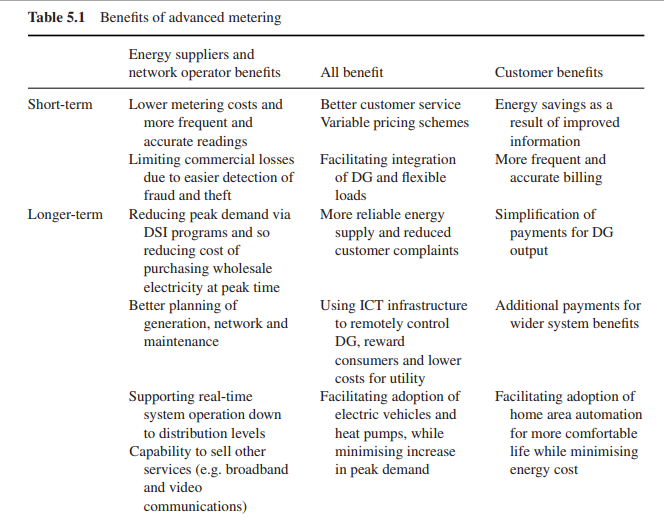 Table 5.1 Benefits of advanced metering
Energy suppliers and
network operator benefits
All benefit
Customer benefits
Short-term
Lower metering costs and
more frequent and
accurate readings
Better customer service
Variable pricing schemes
Energy savings as a
result of improved
information
Limiting commercial losses
due to easier detection of
fraud and theft
Facilitating integration
of DG and flexible
loads
More frequent and
accurate billing
Longer-term
Reducing peak demand via
DSI programs and so
reducing cost of
purchasing wholesale
electricity at peak time
More reliable energy
supply and reduced
customer complaints
Simplification of
payments for DG
output
Better planning of
generation, network and
maintenance
Using ICT infrastructure
to remotely control
DG, reward
consumers and lower
costs for utility
Additional payments for
wider system benefits
Supporting real-time
system operation down
to distribution levels
Capability to sell other
services (e.g. broadband
and video
communications)
Facilitating adoption of
electric vehicles and
heat pumps, while
minimising increase
in peak demand
Facilitating adoption of
home area automation
for more comfortable
life while minimising
energy cost